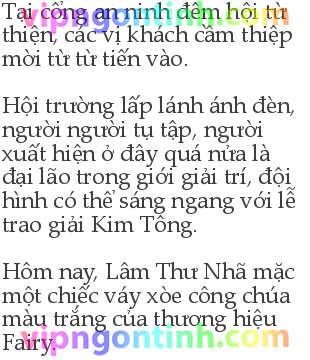 Tại cổng an ninh đêm hội từ
thiện, các vị khách cầm thiệp
mời từ từ tiến vào.
Hội trường lấp lánh ánh đèn,
người người tụ tập, người
xuất hiện ở đây quá nửa là
đại lão trong giới giải trí, đội
hình có thể sáng ngang với lễ
trao giải Kim Tông.
Hôm nay, Lâm Thư Nhã mặc
một chiếc váy xòe công chúa
màu trắng của thương hiệu
Fairy.
vipngontinh.com
vipngontinh.com